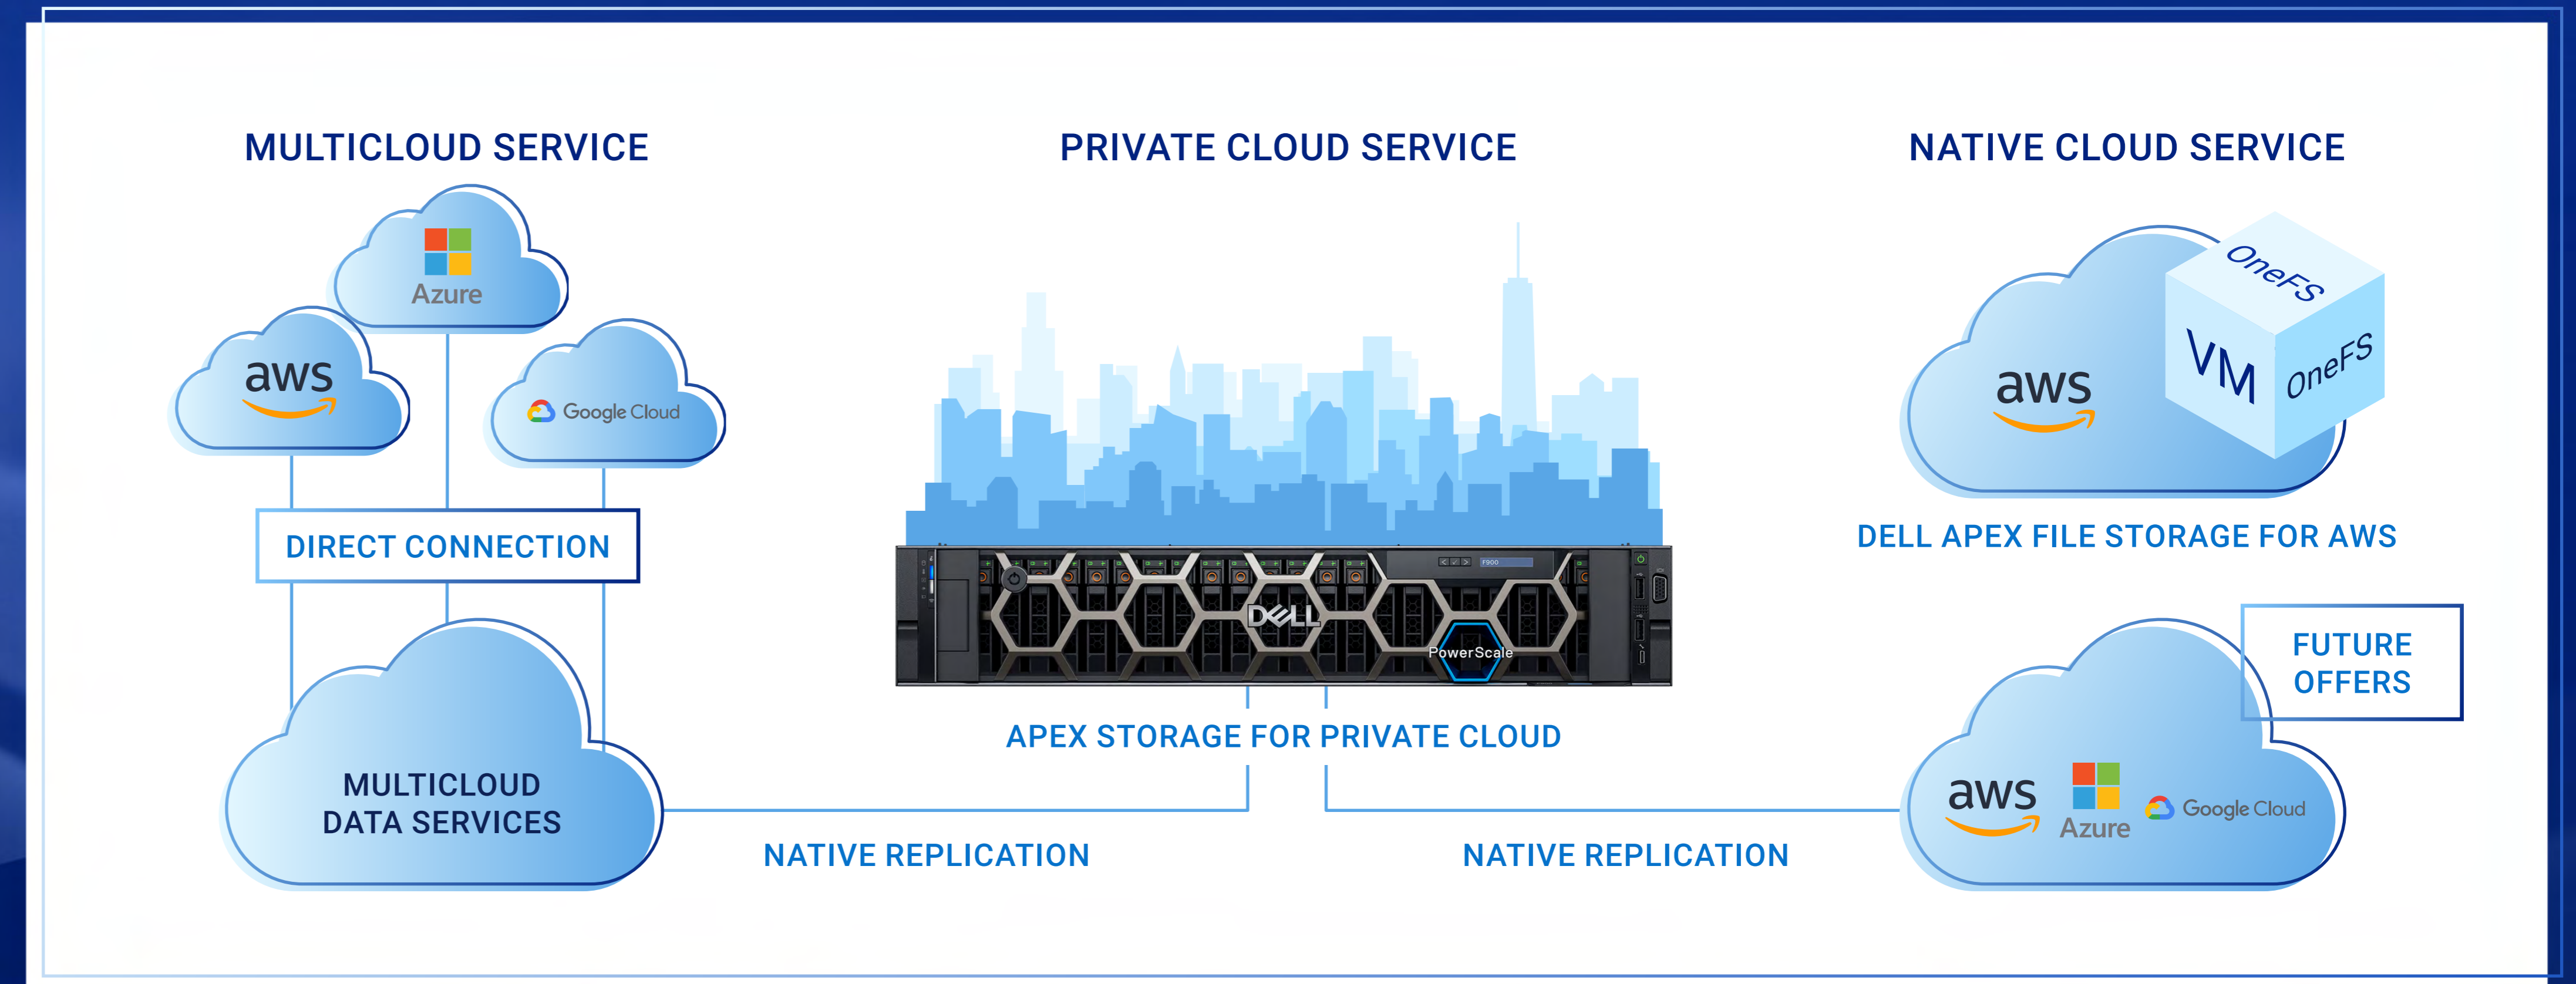 MULTICLOUD SERVICE
Azure
aws
Google Cloud
DIRECT CONNECTION
MULTICLOUD
DATA SERVICES
PRIVATE CLOUD SERVICE
F900
DELL
PowerScale
APEX STORAGE FOR PRIVATE CLOUD
NATIVE REPLICATION
NATIVE REPLICATION
NATIVE CLOUD SERVICE
OneFS
VM
OneFS
aws
DELL APEX FILE STORAGE FOR AWS
FUTURE
OFFERS
aws
Azure
Google Cloud